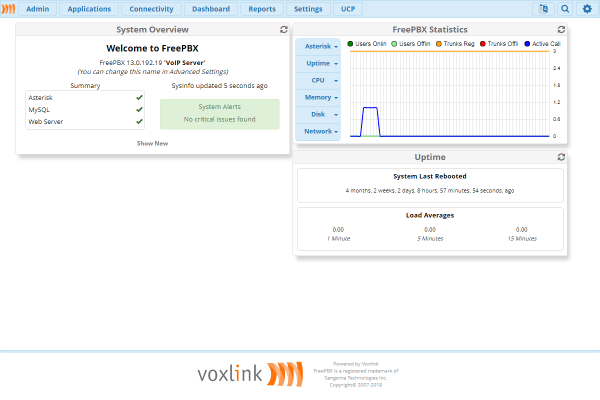 Admin Applications Connectivity Dashboard Reports Settings UCP
System Overview
Welcome to FreePBX
FreePBX 13.0.192.19 'VoIP Server'
(You can change this name in Advanced Settings)
Summary
Asterisk
MySQL
Web Server
SysInfo updated 5 seconds ago
System Alerts
No critical issues found
Show New
FreePBX Statistics
Asterisk
Uptime
CPU
Memory
Disk
Network
Users Onlin Users Offlin Trunks Reg Trunks Offli Active Call
3
2.4
1.8
1.2
0.6
0
Uptime
System Last Rebooted
4 months, 2 weeks, 2 days, 8 hours, 57 minutes, 54 seconds, ago
Load Averages
0.00 0.00 0.00
1 Minute 5 Minutes 15 Minutes
voxlink
Powered by Voxlink
FreePBX is a registered trademark of
Sangoma Technologies Inc.
Copyright© 2007-2018